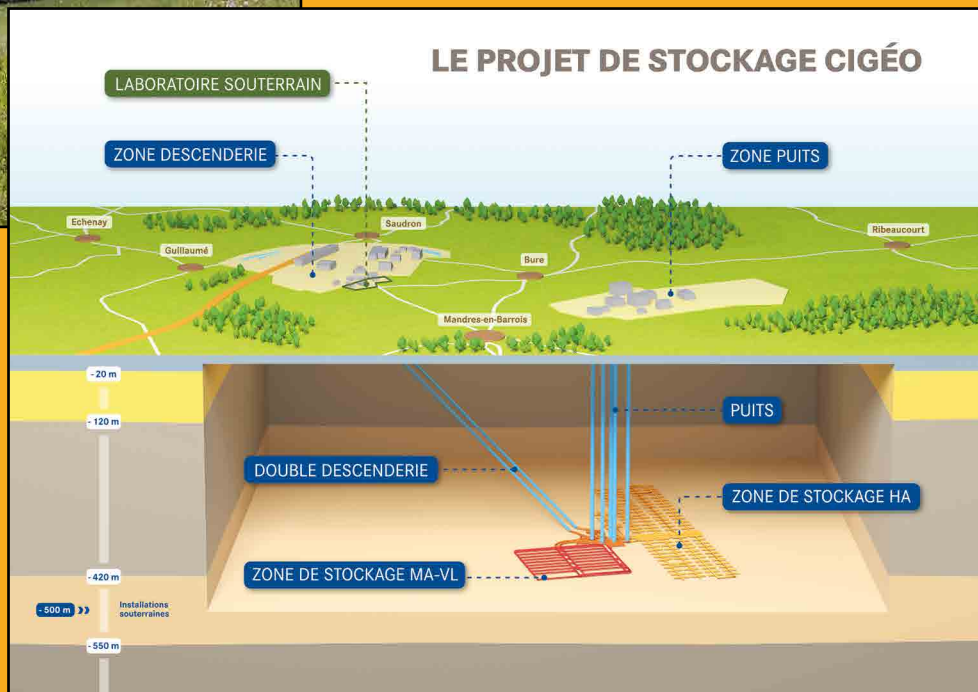 LE PROJET DE STOCKAGE CIGÉO
LABORATOIRE SOUTERRAIN
ZONE DESCENDERIE
ZONE PUITS
Echenay
Saudron
Ribeaucourt
Guillaumé
Bure
Mandres-en-Barrois
- 20 m
- 120 m
PUITS
DOUBLE DESCENDERIE
ZONE DE STOCKAGE HA
ZONE DE STOCKAGE MA-VL
- 420 m
- 500 m »
Installations
souterraines
- 550 m